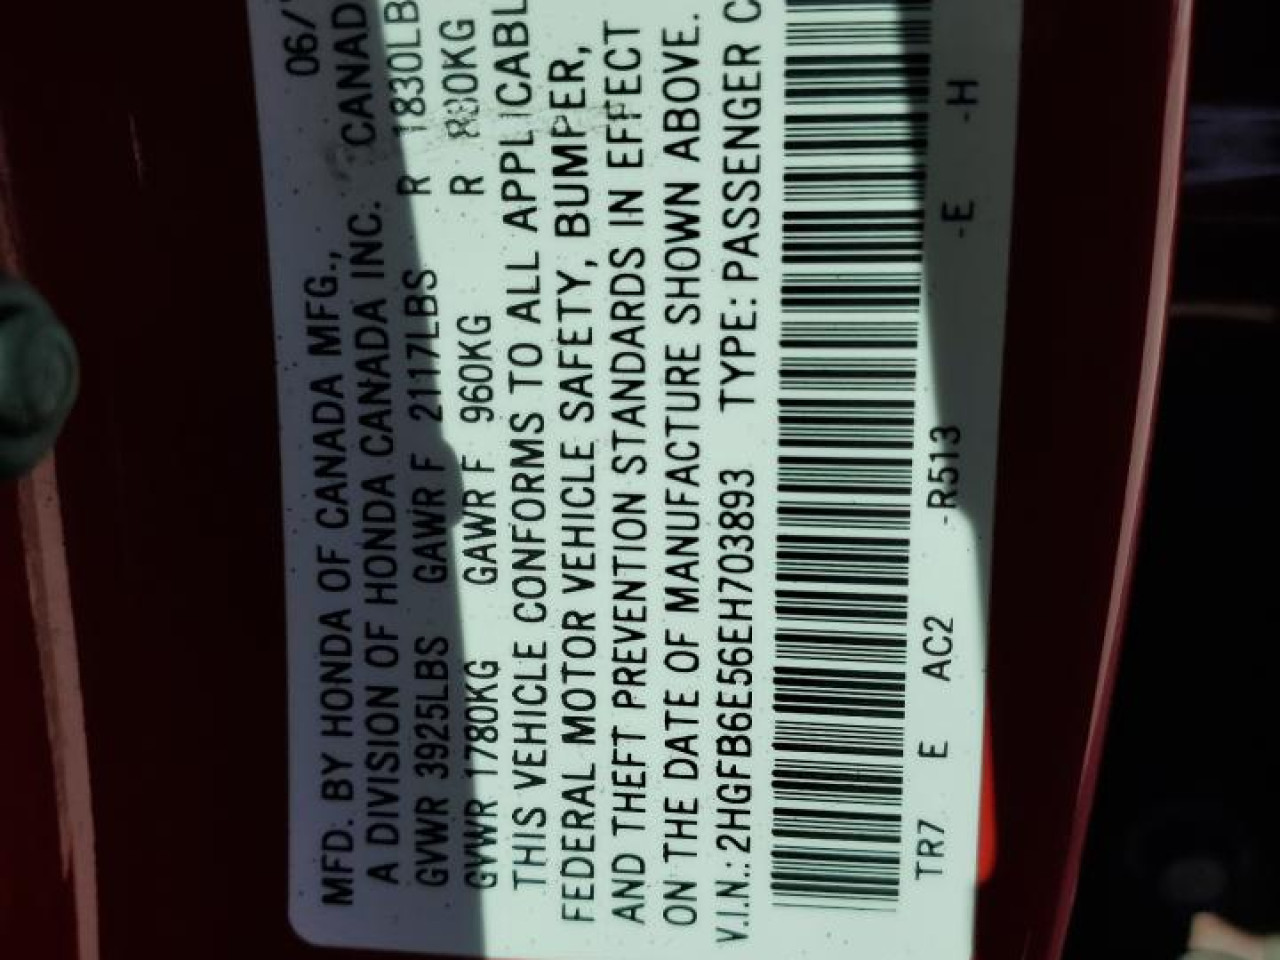 06/
MFD. BY HONDA OF CANADA MFG.,
A DIVISION OF HONDA CANADA INC. CANAD
GVWR 3925LBS GAWR F 2117LBS R 1830LB
GVWR 1780KG GAWR F 960KG R 830KG
THIS VEHICLE CONFORMS TO ALL APPLICABL
FEDERAL MOTOR VEHICLE SAFETY, BUMPER,
AND THEFT PREVENTION STANDARDS IN EFFECT
ON THE DATE OF MANUFACTURE SHOWN ABOVE.
V.I.N.: 2HGFB6E56EH703893 TYPE: PASSENGER C
TR7 E AC2 -R513 -E -H